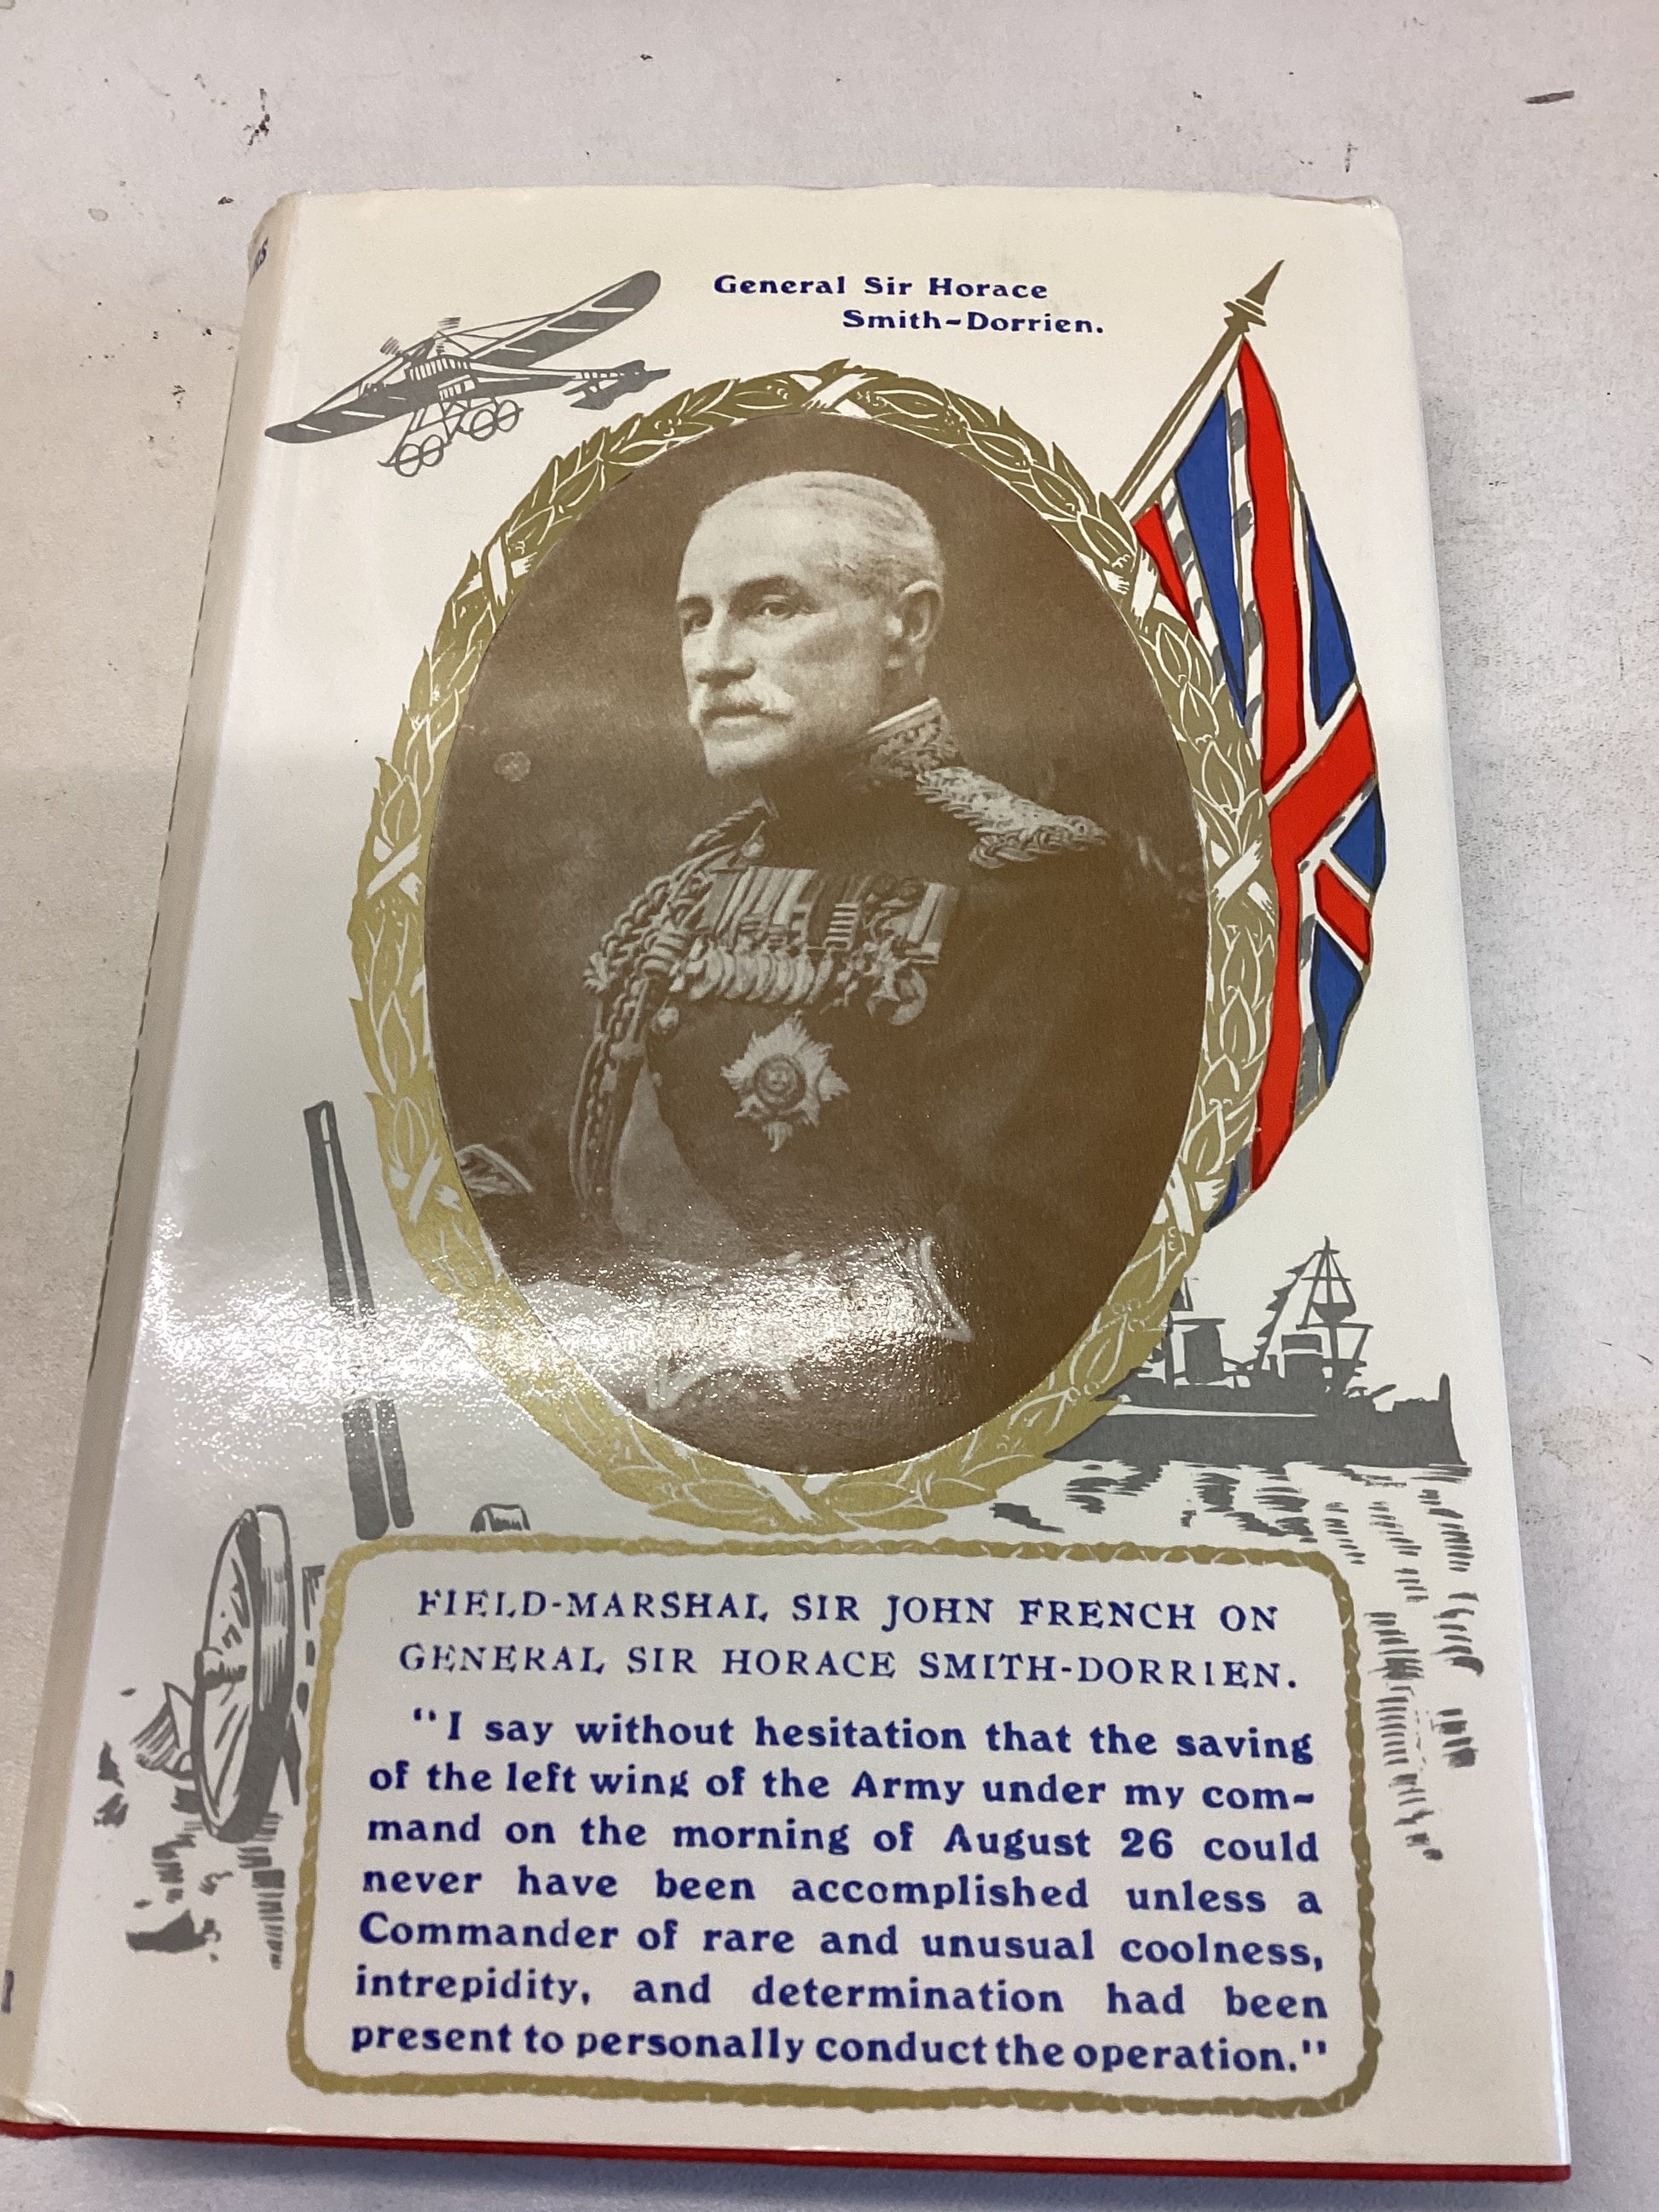 General Sir Horace
Smith-Dorrien.
FIELD-MARSHAL SIR JOHN FRENCH ON
GENERAL SIR HORACE SMITH-DORRIEN.
"I say without hesitation that the saving
of the left wing of the Army under my com-
mand on the morning of August 26 could
never have been accomplished unless a
Commander of rare and unusual coolness,
intrepidity, and determination had been
present to personally conduct the operation."